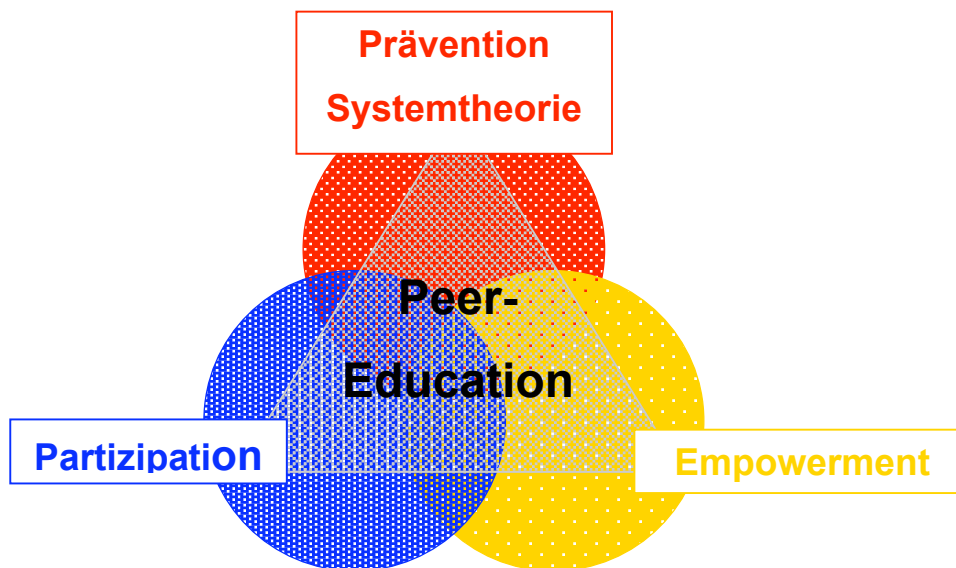 Prävention
Systemtheorie
Peer-
Education
Partizipation
Empowerment